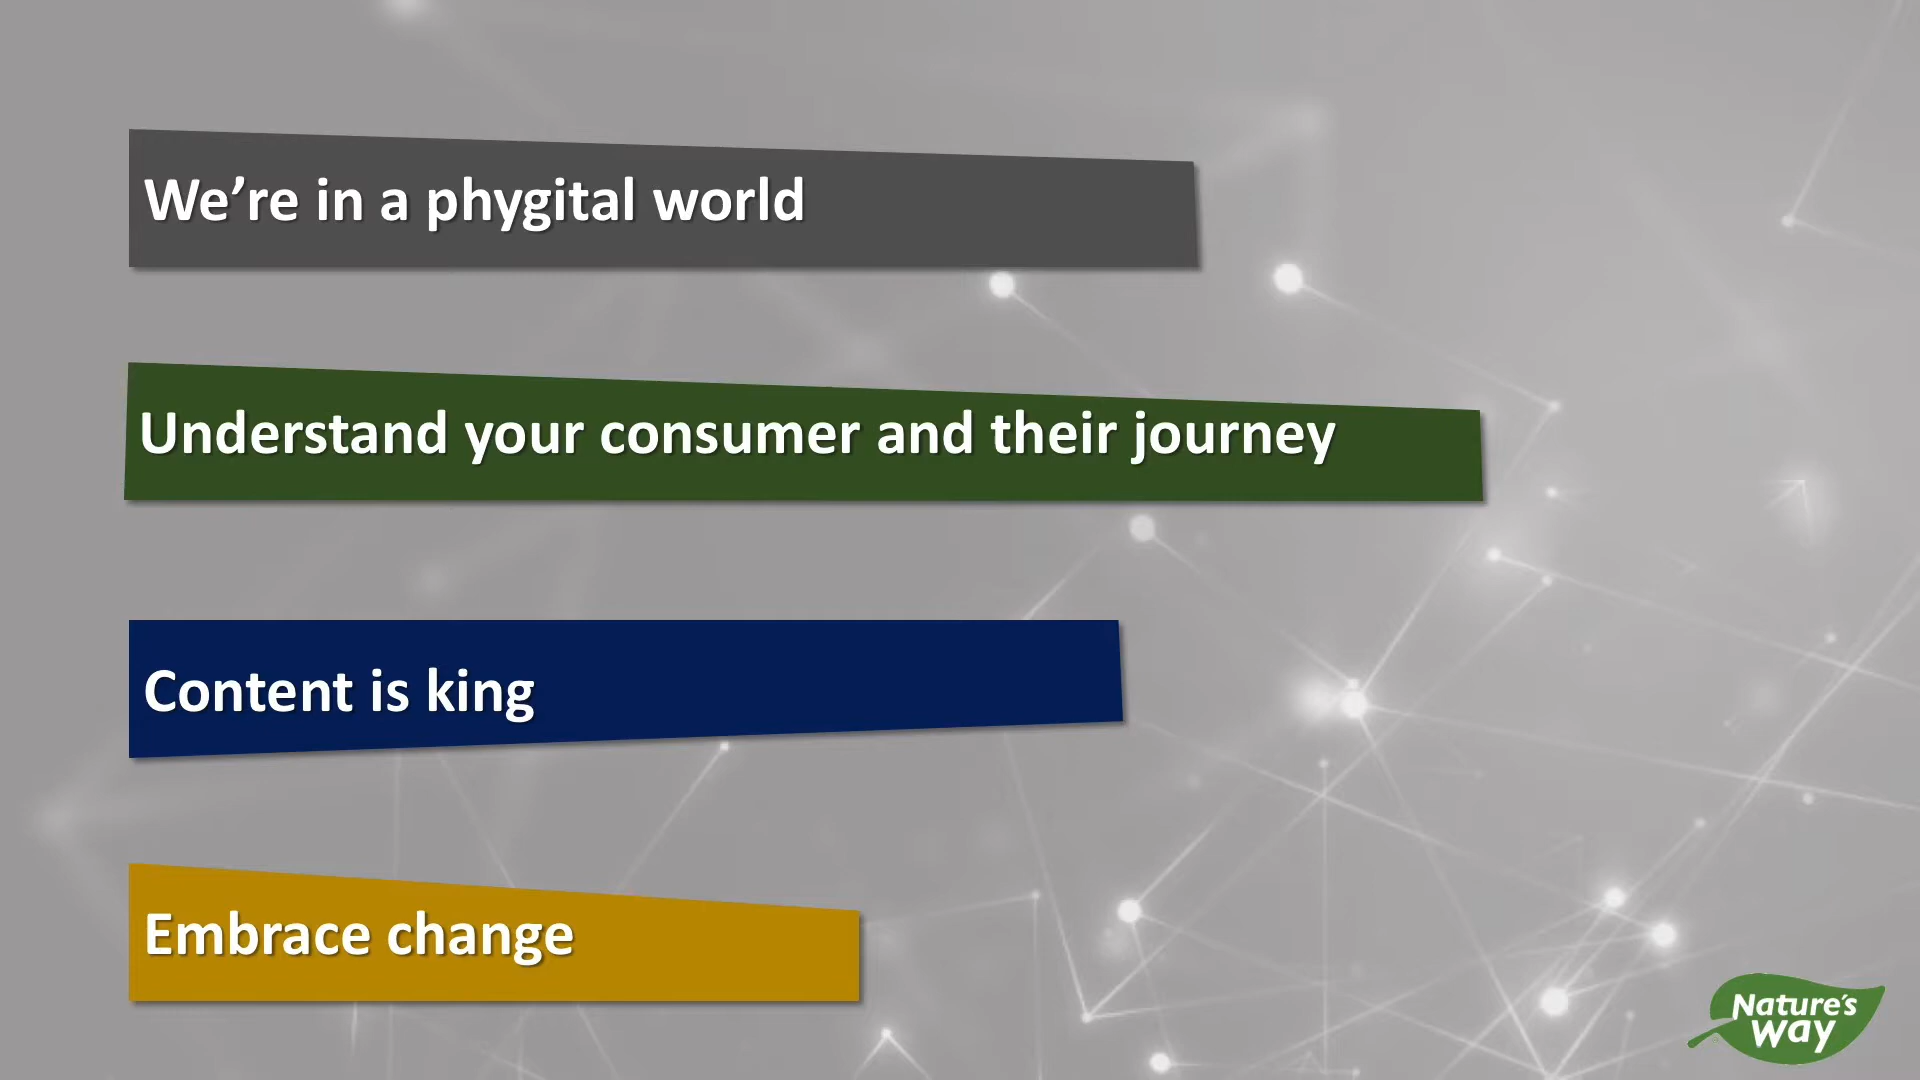 We’re in a phygital world
Understand your consumer and their journey
Content is king
Embrace change
Nature's
Way